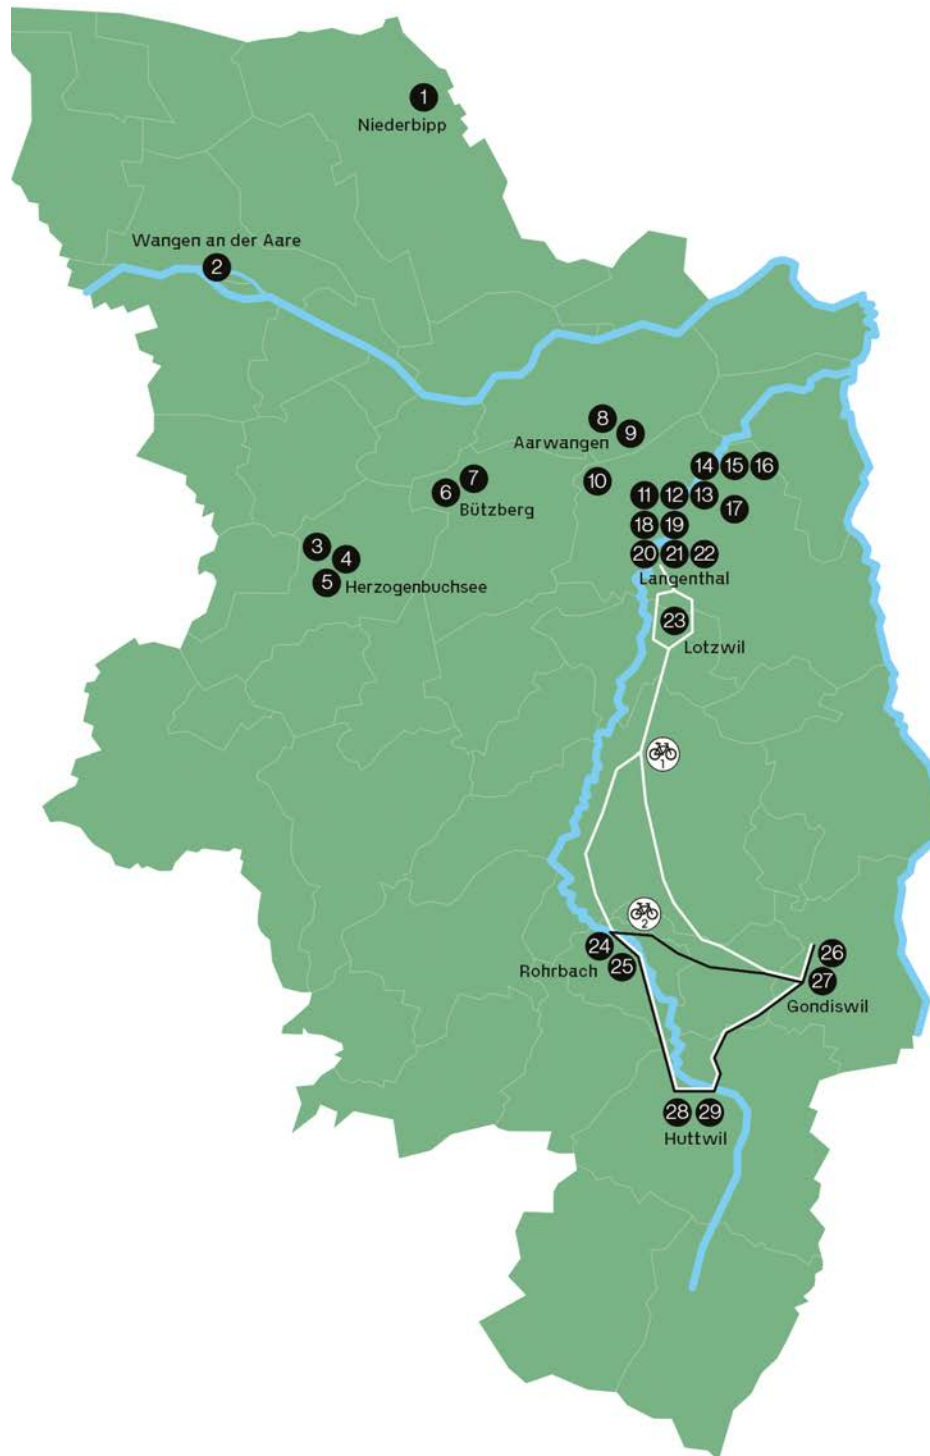 1
Niederbipp
Wangen an der Aare
2
8
9
Aarwangen
14 15 16
10
7
6
Bützberg
11 12 13
17
18 19
3
4
5
Herzogenbuchsee
20 21 22
Langenthal
23
Lotzwil
1
2
24
25
Rohrbach
26
27
Gondiswil
28 29
Huttwil